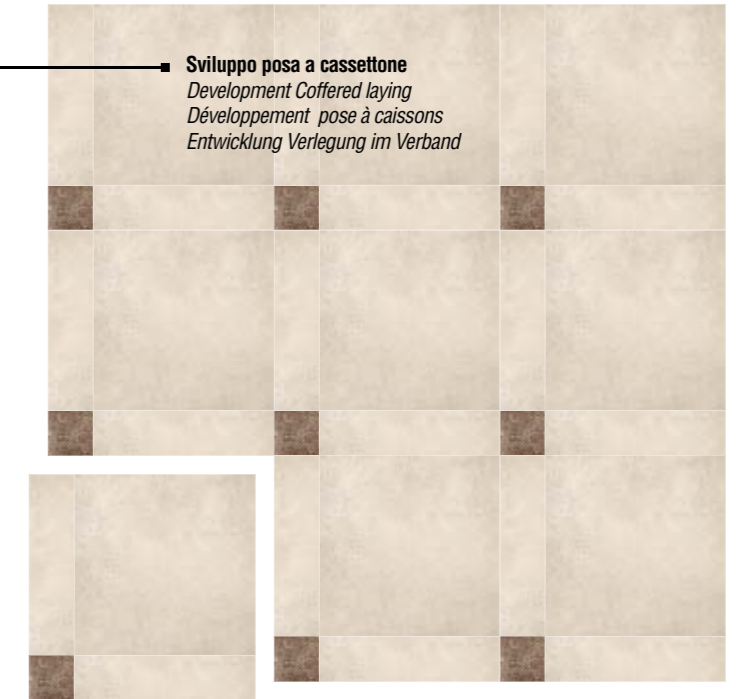 Sviluppo posa a cassettone
Development Coffered laying
Développement pose à caissons
Entwicklung Verlegung im Verband